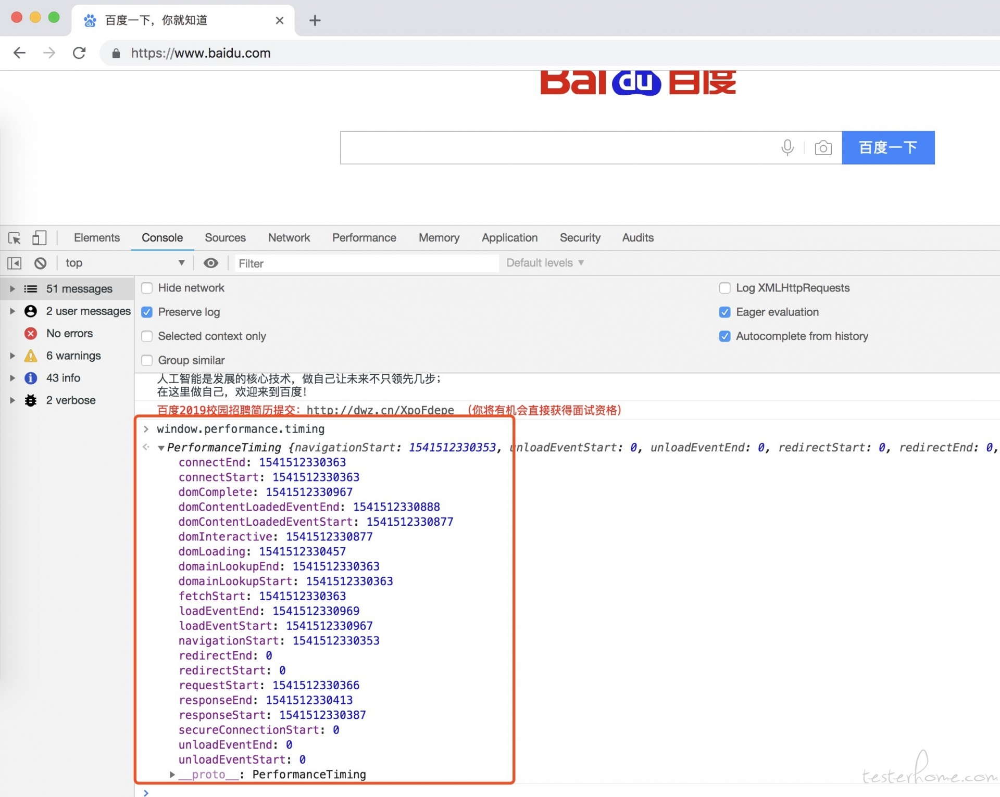 百度一下，你就知道
https://www.baidu.com
Bai du 百度
百度一下
Elements Console Sources Network Performance Memory Application Security Audits
top Filter Default levels
51 messages
2 user messages
No errors
6 warnings
43 info
2 verbose
Hide network
Log XMLHttpRequests
Preserve log
Eager evaluation
Selected context only
Autocomplete from history
Group similar
人工智能是发展的核心技术，做自己让未来不只领先几步；
在这里做自己，欢迎来到百度！
百度2019校园招聘简历提交：http://dwz.cn/XpoFdepe （你将有机会直接获得面试资格）
> window.performance.timing
PerformanceTiming {navigationStart: 1541512330353, unloadEventStart: 0, unloadEventEnd: 0, redirectStart: 0, redirectEnd: 0,
connectEnd: 1541512330363
connectStart: 1541512330363
domComplete: 1541512330967
domContentLoadedEventEnd: 1541512330888
domContentLoadedEventStart: 1541512330877
domInteractive: 1541512330877
domLoading: 1541512330457
domainLookupEnd: 1541512330363
domainLookupStart: 1541512330363
fetchStart: 1541512330363
loadEventEnd: 1541512330969
loadEventStart: 1541512330967
navigationStart: 1541512330353
redirectEnd: 0
redirectStart: 0
requestStart: 1541512330366
responseEnd: 1541512330413
responseStart: 1541512330387
secureConnectionStart: 0
unloadEventEnd: 0
unloadEventStart: 0
__proto__: PerformanceTiming
testerhome.com